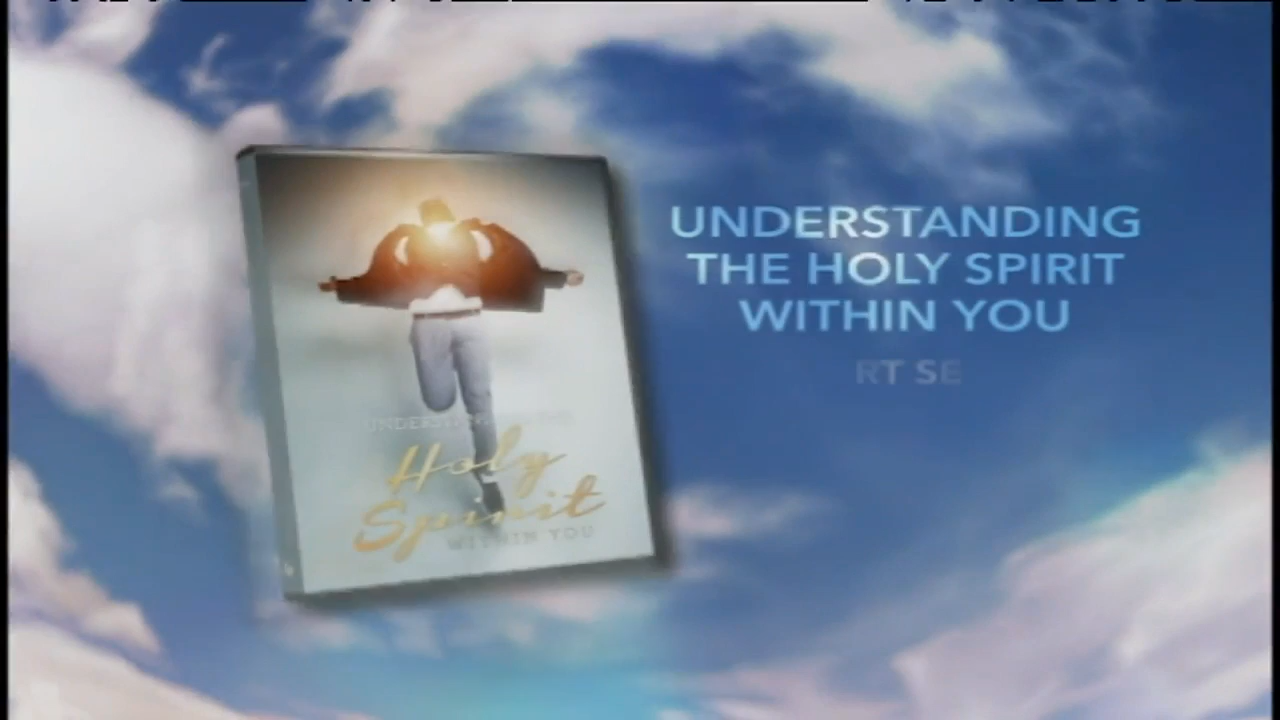 UNDERSTANDING
THE HOLY SPIRIT
WITHIN YOU
RT SE
Holy
Spirit
WITHIN YOU